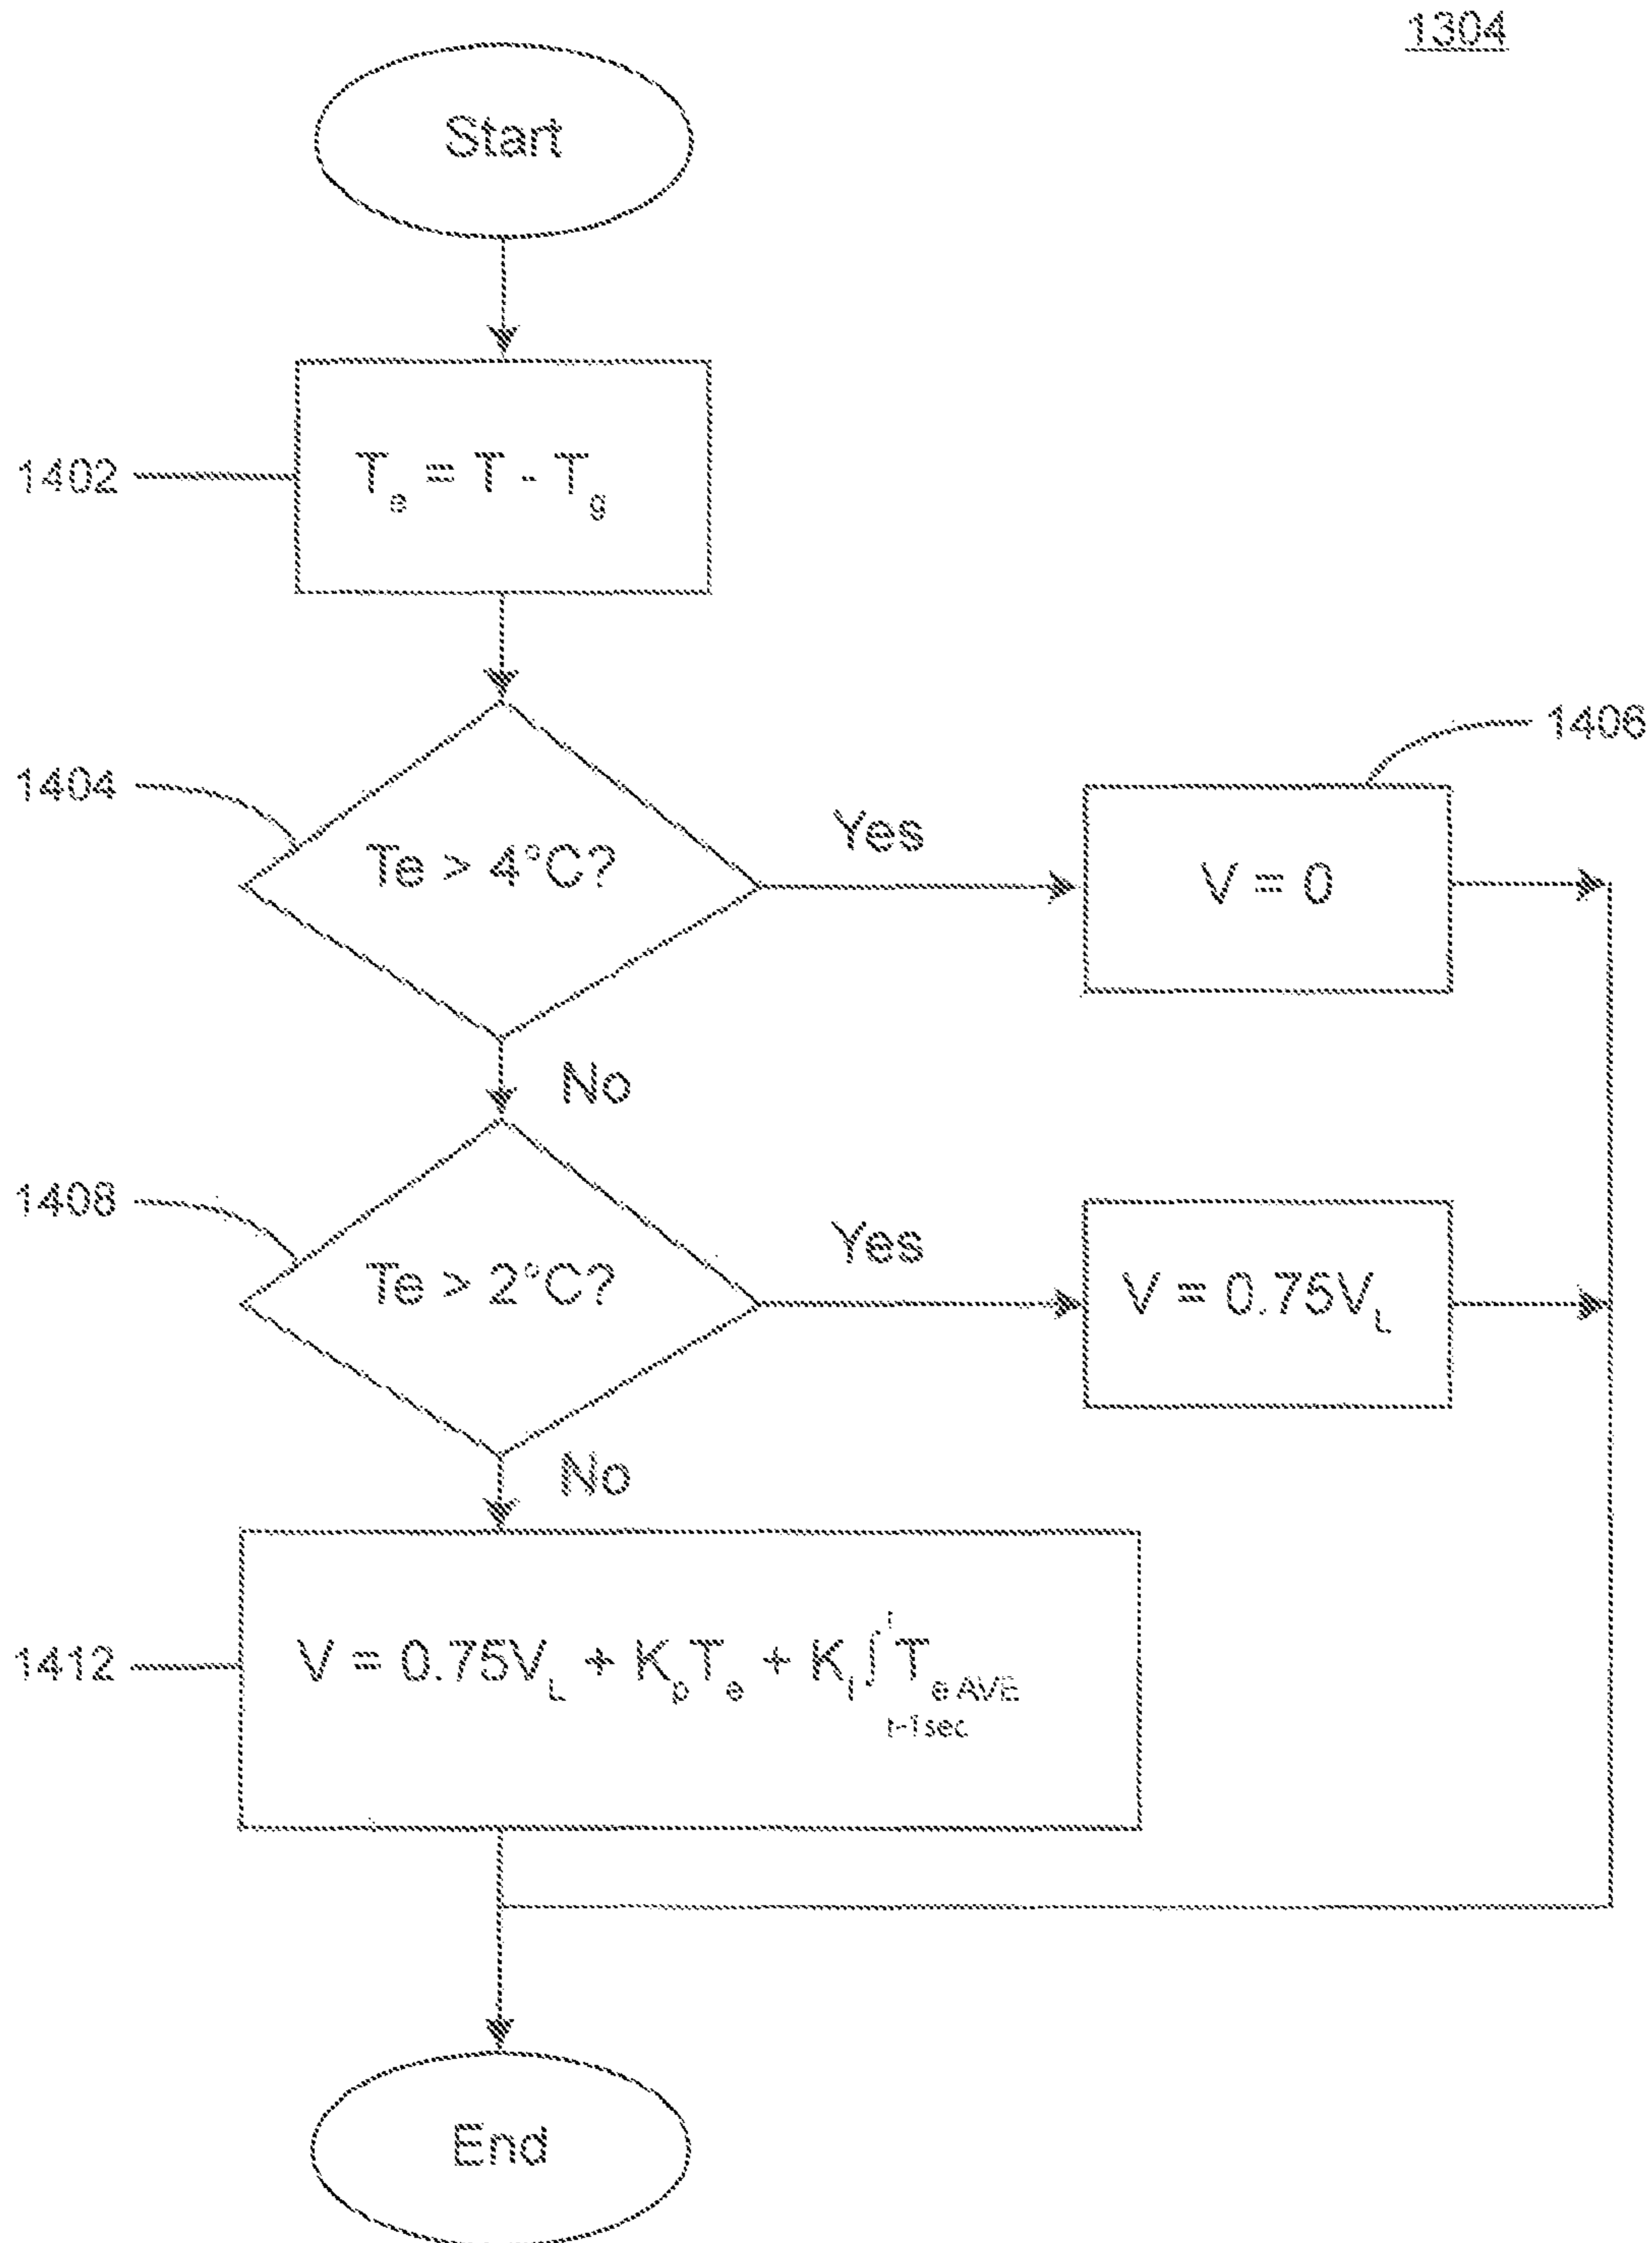 1304
Start
1402
Te = T - Tg
1404
Te > 4°C?
Yes
1406
V = 0
No
1408
Te > 2°C?
Yes
V = 0.75VL
No
1412
V = 0.75VL + KpTe + KI∫ t t-1sec Te AVE
End